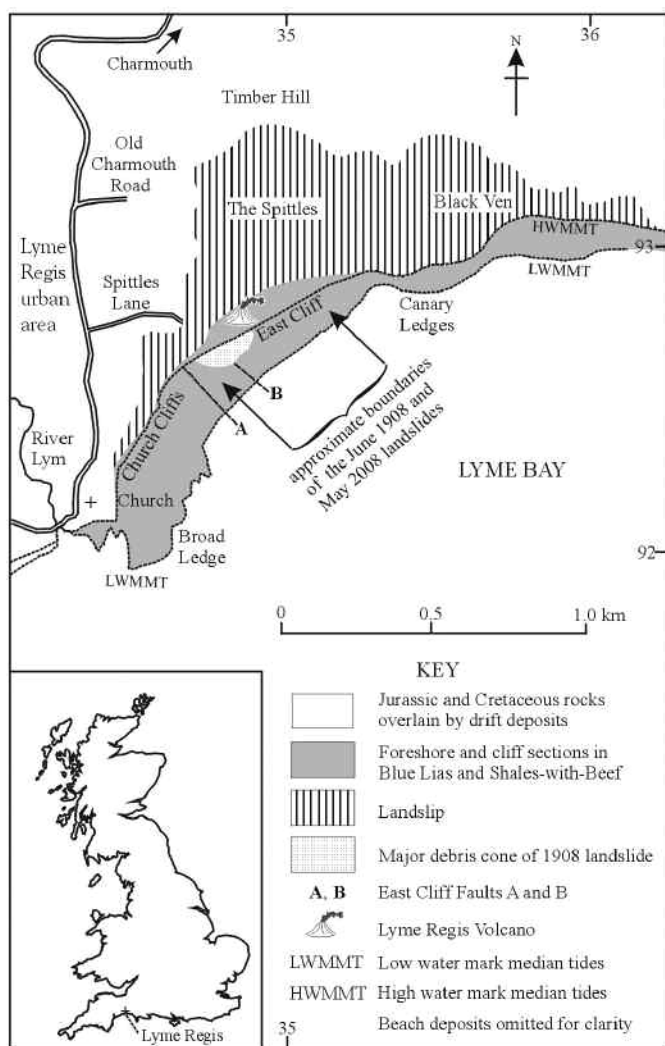 35
36
Charmouth
N
Timber Hill
Old
Charmouth
Road
The Spittles
Black Ven
HWMMT
93
Lyme
Regis
urban
area
LWMMT
Spittles
Lane
East Cliff
Canary
Ledges
B
A
approximate boundaries
of the June 1908 and
May 2008 landslides
Church Cliffs
River
Lym
LYME BAY
Church
Broad
Ledge
92
LWMMT
0
0.5
1.0 km
KEY
Jurassic and Cretaceous rocks
overlain by drift deposits
Foreshore and cliff sections in
Blue Lias and Shales-with-Beef
Landslip
Major debris cone of 1908 landslide
A, B East Cliff Faults A and B
Lyme Regis Volcano
LWMMT Low water mark median tides
HWMMT High water mark median tides
Beach deposits omitted for clarity
Lyme Regis
35